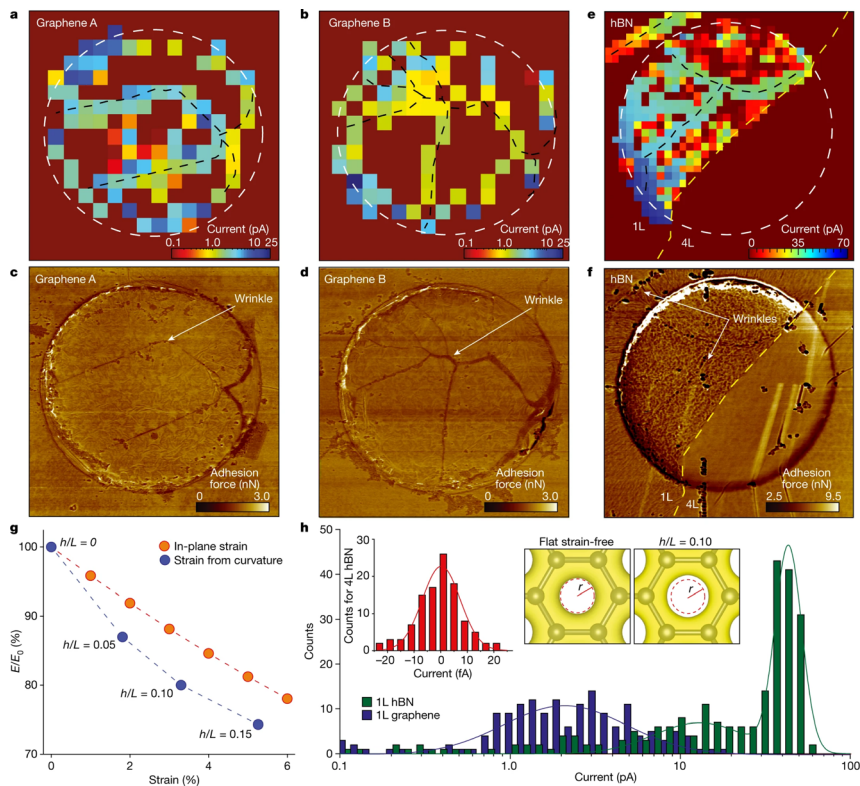 a
Graphene A
Current (pA)
0.1 1.0 10 25
b
Graphene B
Current (pA)
0.1 1.0 10 25
e
hBN
1L
4L
Current (pA)
0 35 70
c
Graphene A
Wrinkle
Adhesion
force (nN)
0 3.0
d
Graphene B
Wrinkle
Adhesion
force (nN)
0 3.0
f
hBN
Wrinkles
1L
4L
Adhesion
force (nN)
2.5 9.5
g
h/L = 0
In-plane strain
Strain from curvature
h/L = 0.05
h/L = 0.10
h/L = 0.15
E/E0 (%)
100
90
80
70
0 2 4 6
Strain (%)
h
Counts
50
40
30
20
10
0
Counts for 4L hBN
30
20
10
0
−20 −10 0 10 20
Current (fA)
Flat strain-free
r
h/L = 0.10
r
1L hBN
1L graphene
0.1 1.0 10 100
Current (pA)